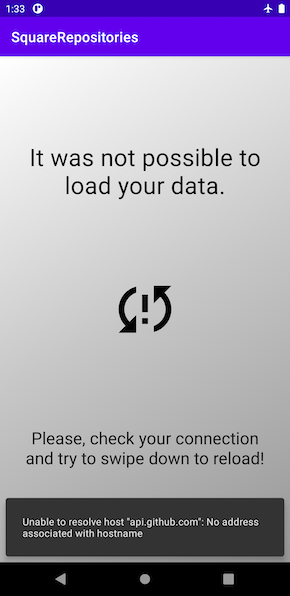 1:33
SquareRepositories
It was not possible to
load your data.
Please, check your connection
and try to swipe down to reload!
Unable to resolve host "api.github.com": No address
associated with hostname